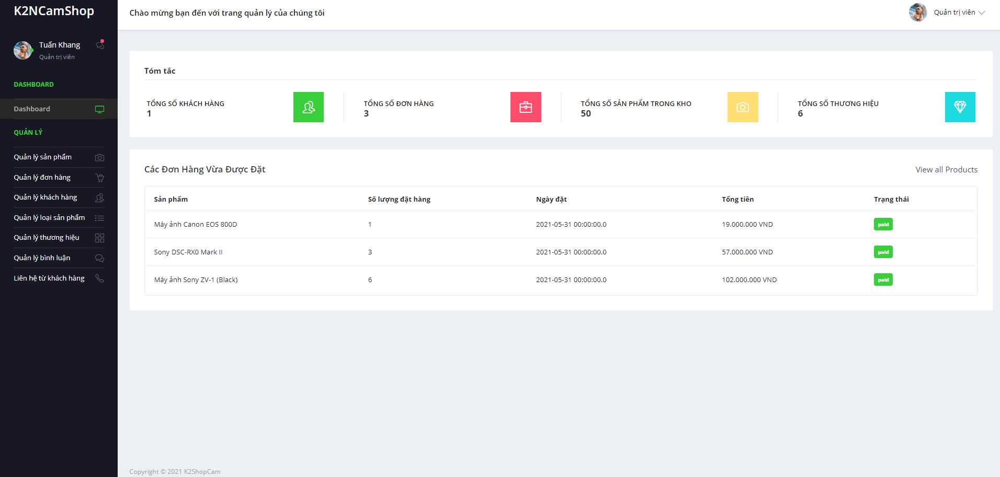 K2NCamShop
Tuấn Khang
Quản trị viên
DASHBOARD
Dashboard
QUẢN LÝ
Quản lý sản phẩm
Quản lý đơn hàng
Quản lý khách hàng
Quản lý loại sản phẩm
Quản lý thương hiệu
Quản lý bình luận
Liên hệ từ khách hàng
Chào mừng bạn đến với trang quản lý của chúng tôi
Quản trị viên
Tóm tắc
TỔNG SỐ KHÁCH HÀNG
1
TỔNG SỐ ĐƠN HÀNG
3
TỔNG SỐ SẢN PHẨM TRONG KHO
50
TỔNG SỐ THƯƠNG HIỆU
6
Các Đơn Hàng Vừa Được Đặt
View all Products
Sản phẩm Số lượng đặt hàng Ngày đặt Tổng tiền Trạng thái
Máy ảnh Canon EOS 800D 1 2021-05-31 00:00:00.0 19.000.000 VND paid
Sony DSC-RX0 Mark II 3 2021-05-31 00:00:00.0 57.000.000 VND paid
Máy ảnh Sony ZV-1 (Black) 6 2021-05-31 00:00:00.0 102.000.000 VND paid
Copyright © 2021 K2ShopCam